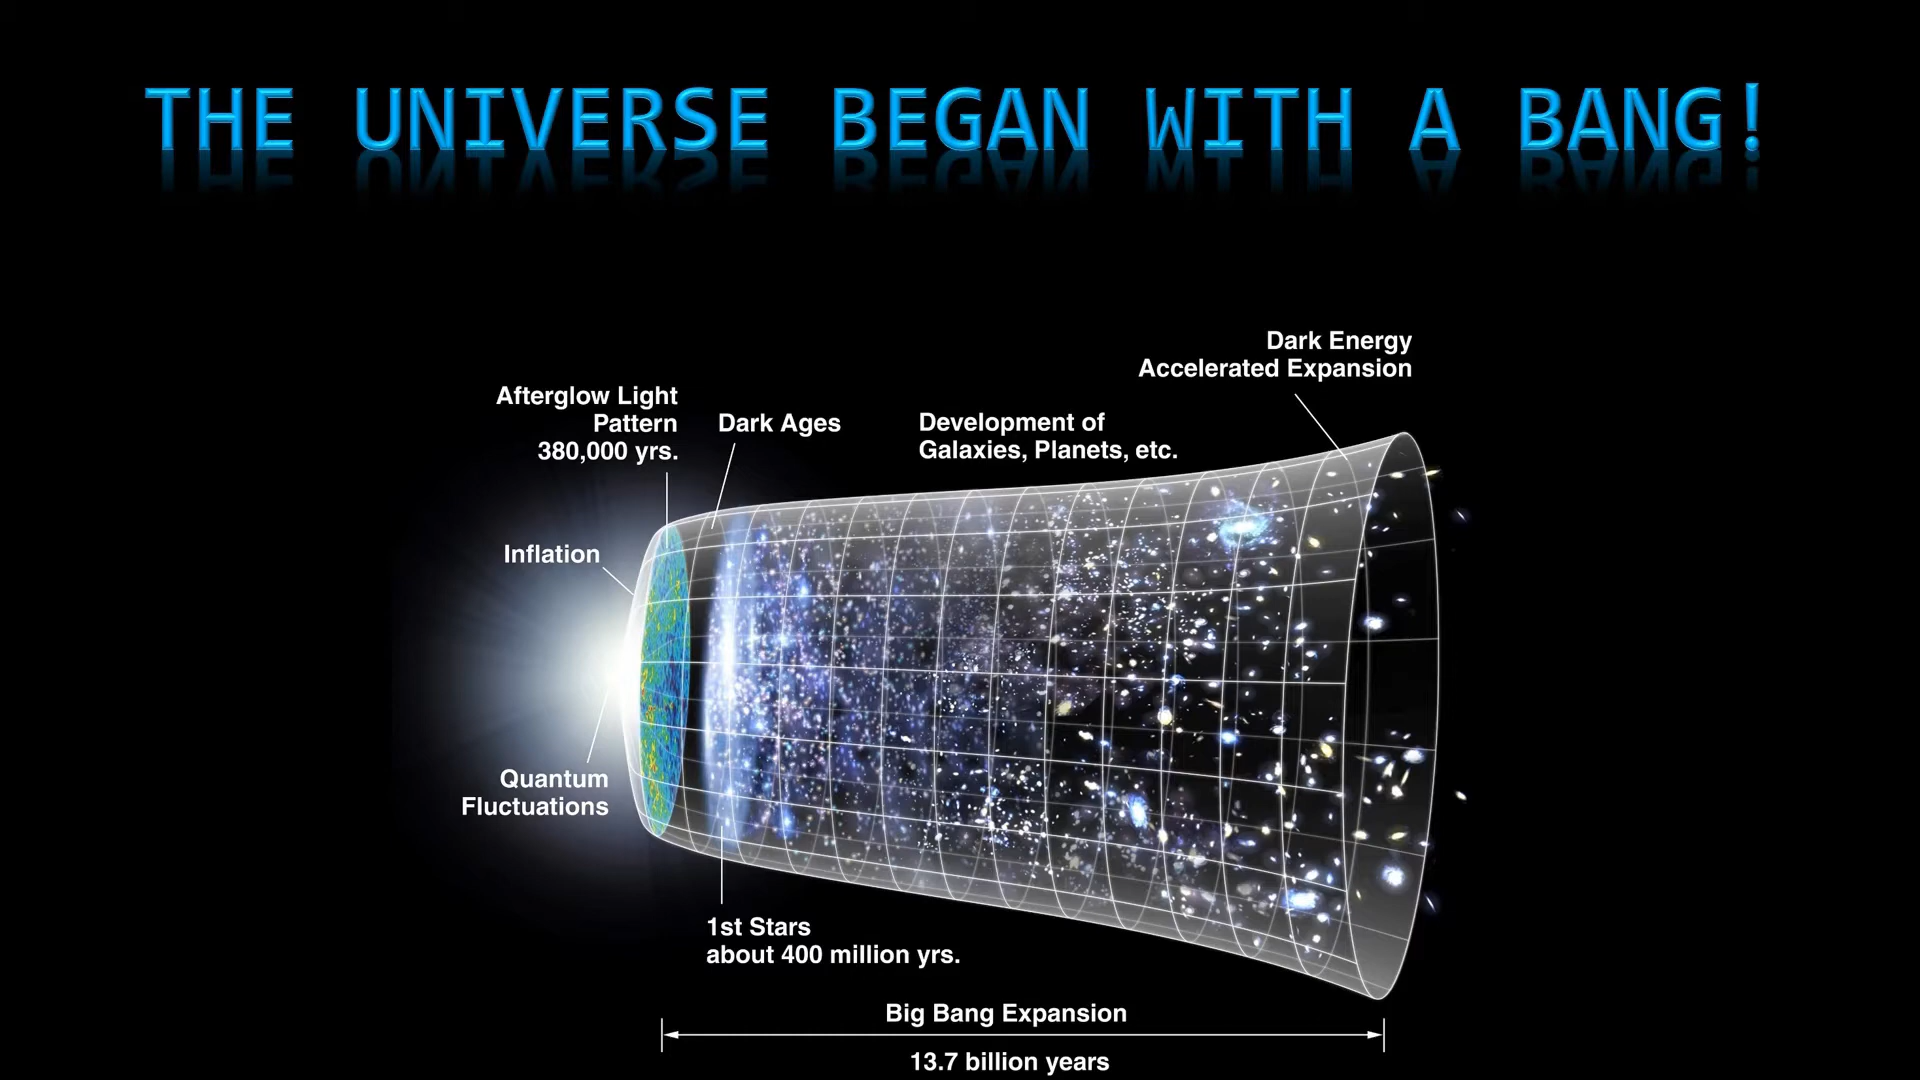 THE UNIVERSE BEGAN WITH A BANG!
Dark Energy
Accelerated Expansion
Afterglow Light
Pattern
380,000 yrs.
Dark Ages
Development of
Galaxies, Planets, etc.
Inflation
Quantum
Fluctuations
1st Stars
about 400 million yrs.
Big Bang Expansion
13.7 billion years